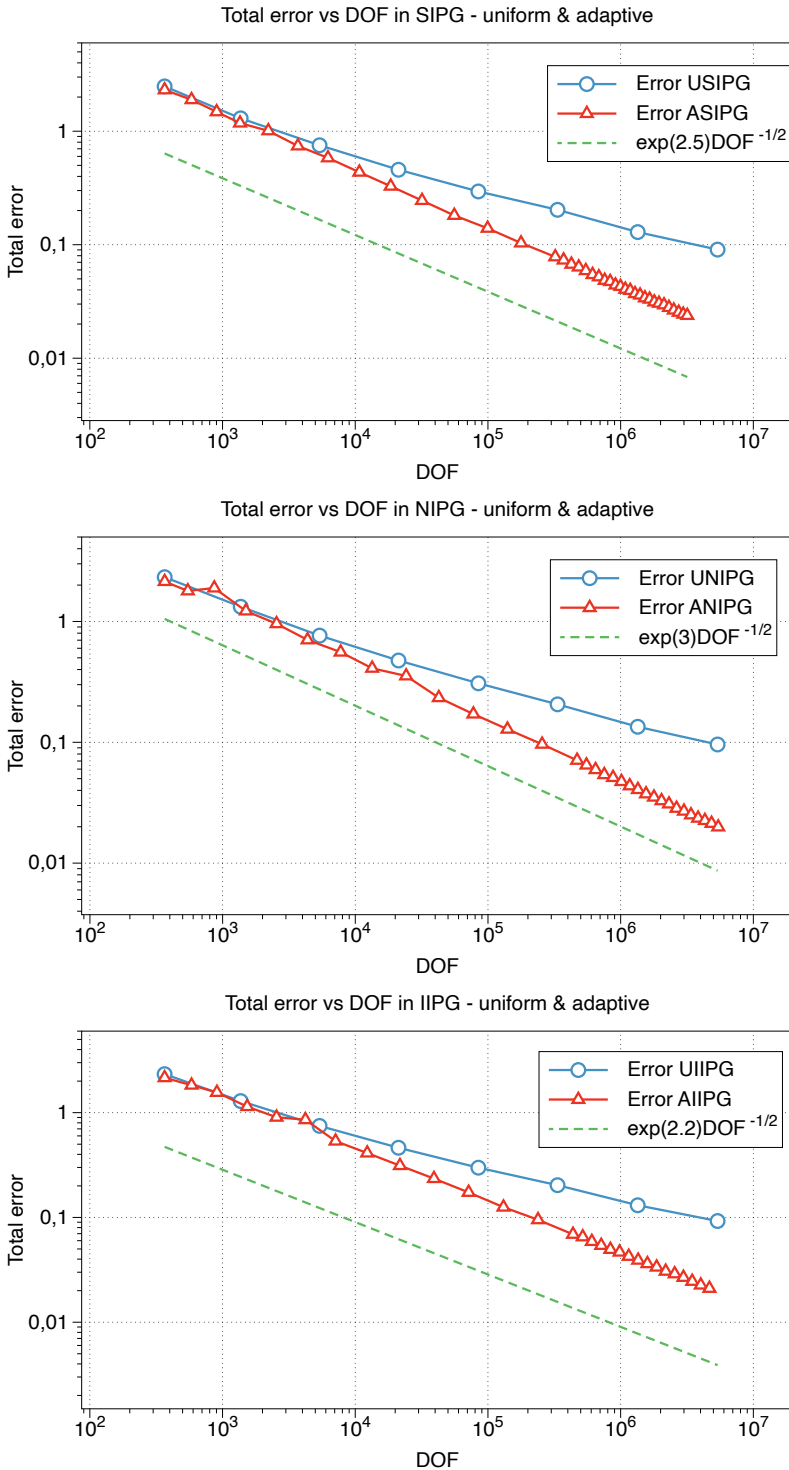 Total error vs DOF in SIPG - uniform & adaptive
Error USIPG
Error ASIPG
exp(2.5)DOF^-1/2
Total error
1
0,1
0,01
10^2 10^3 10^4 10^5 10^6 10^7
DOF
Total error vs DOF in NIPG - uniform & adaptive
Error UNIPG
Error ANIPG
exp(3)DOF^-1/2
Total error
1
0,1
0,01
10^2 10^3 10^4 10^5 10^6 10^7
DOF
Total error vs DOF in IIPG - uniform & adaptive
Error UIIPG
Error AIIPG
exp(2.2)DOF^-1/2
Total error
1
0,1
0,01
10^2 10^3 10^4 10^5 10^6 10^7
DOF